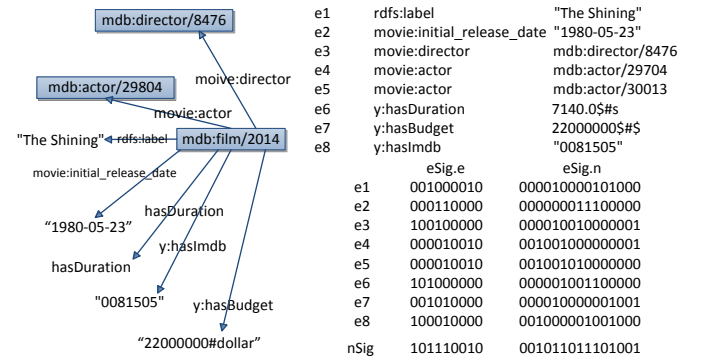 mdb:director/8476
moive:director
mdb:actor/29804
movie:actor
"The Shining"
rdfs:label
mdb:film/2014
movie:initial_release_date
hasDuration
“1980-05-23”
y:hasImdb
hasDuration
"0081505"
y:hasBudget
“22000000#dollar”
e1 rdfs:label "The Shining"
e2 movie:initial_release_date "1980-05-23"
e3 movie:director mdb:director/8476
e4 movie:actor mdb:actor/29704
e5 movie:actor mdb:actor/30013
e6 y:hasDuration 7140.0$#s
e7 y:hasBudget 22000000$#$
e8 y:hasImdb "0081505"
eSig.e eSig.n
e1 001000010 000010000101000
e2 000110000 000000011100000
e3 100100000 000010010000001
e4 000010010 001001000000001
e5 000010010 001001010000000
e6 101000000 000001001100000
e7 001010000 000010000001001
e8 100010000 001000001001000
nSig 101110010 001011011101001